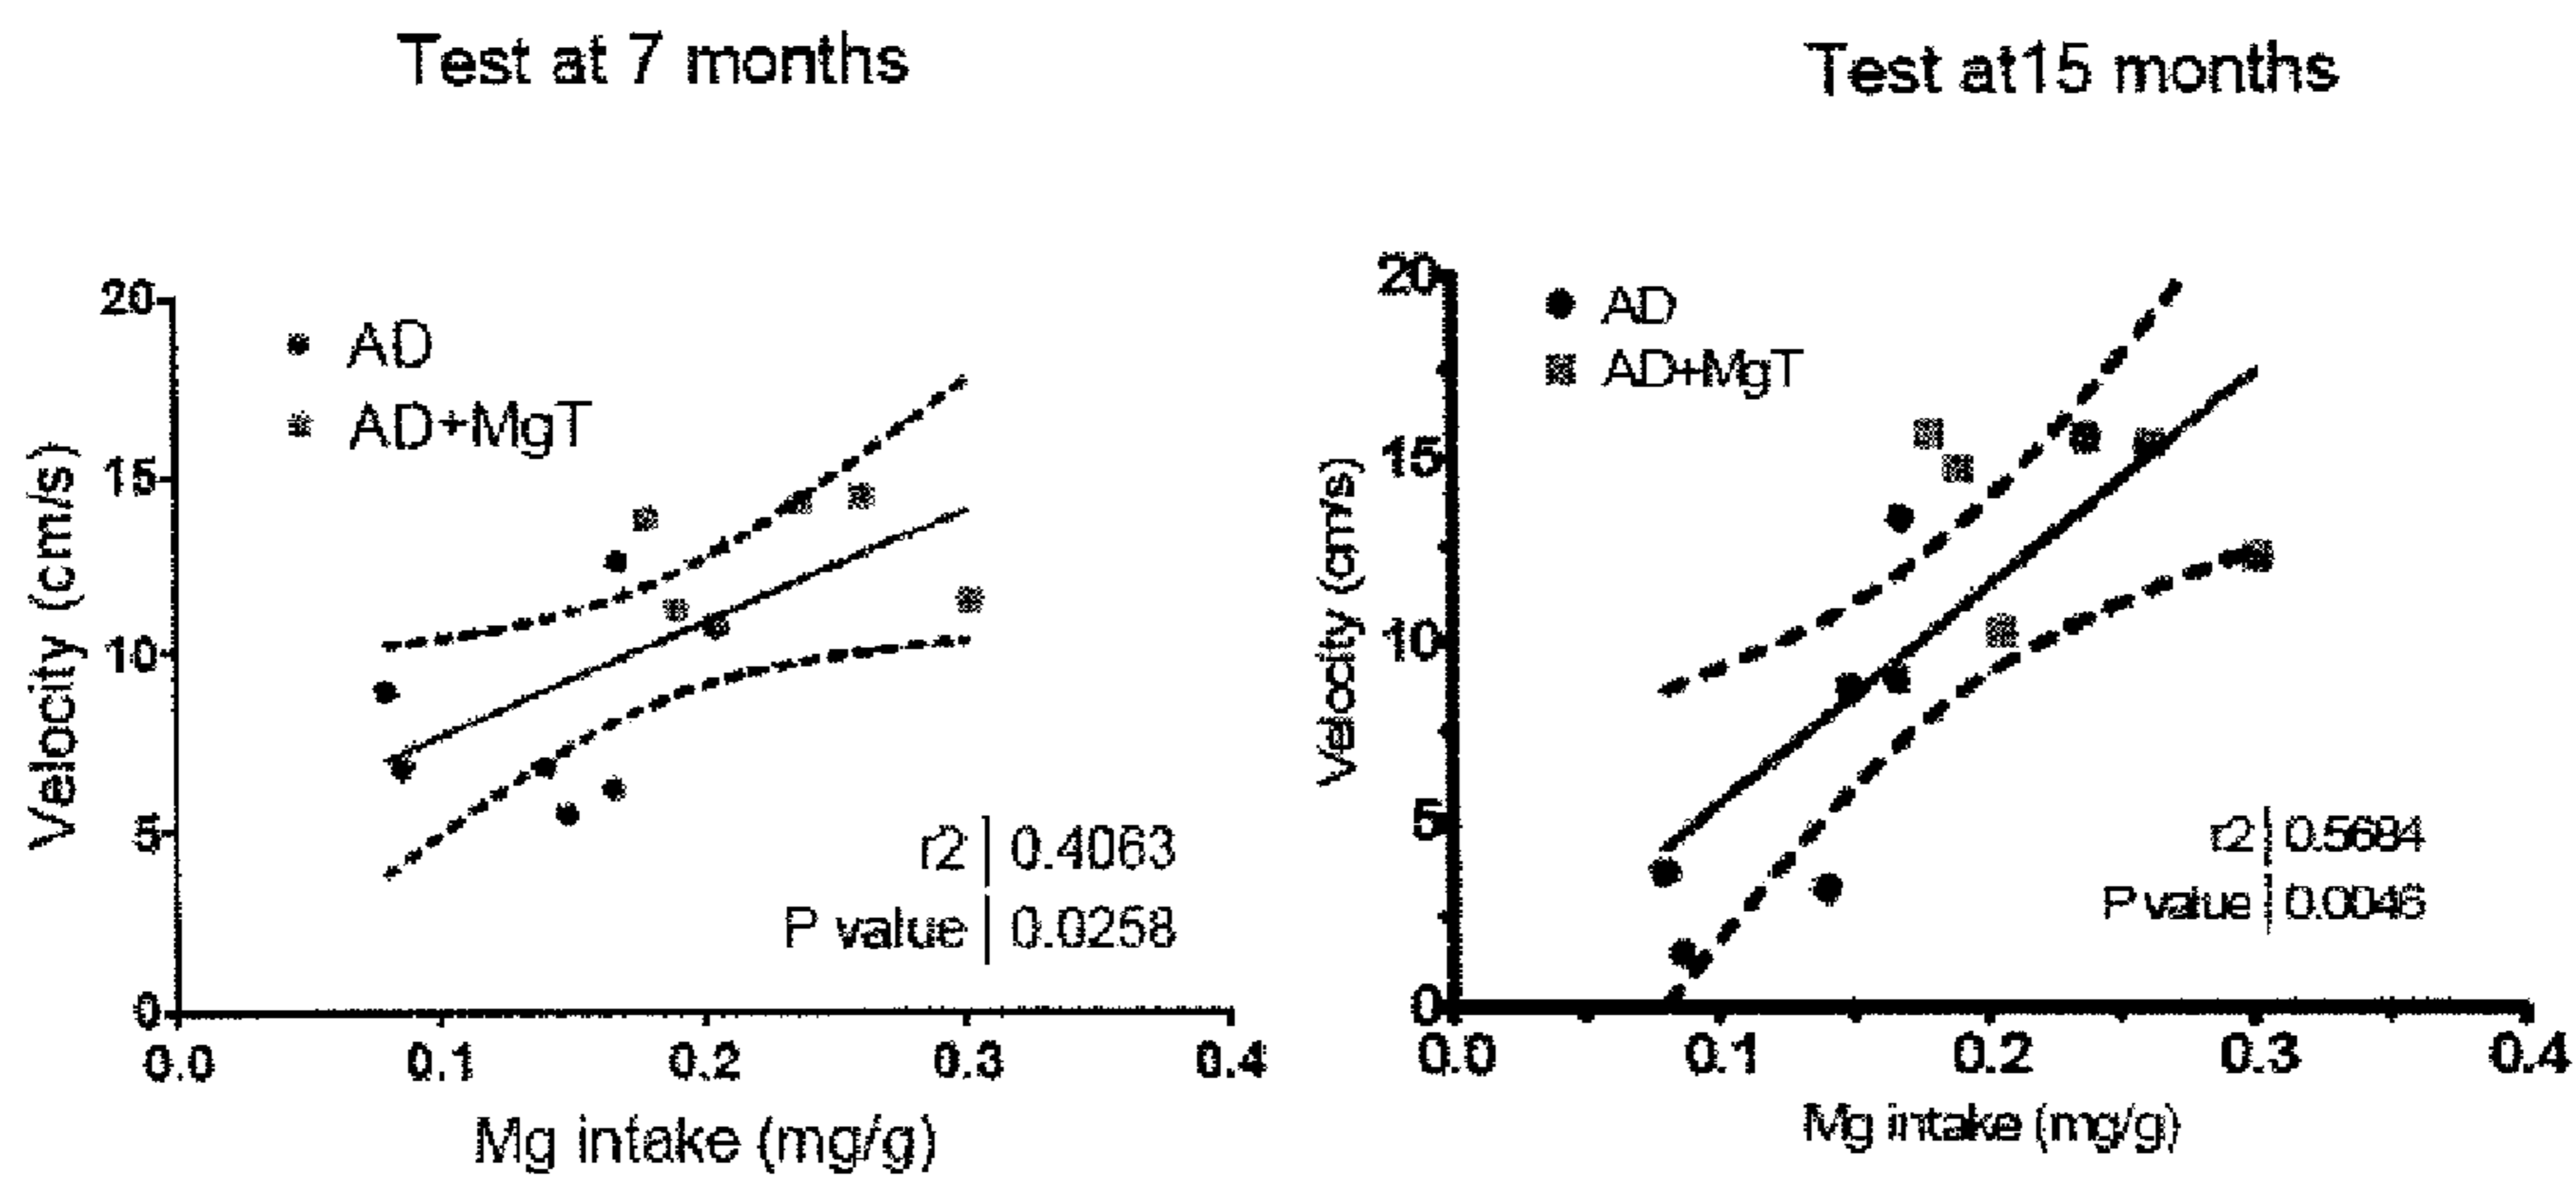 Test at 7 months
20
15
10
5
0
Velocity (cm/s)
AD
AD+MgT
r2 | 0.4063
P value | 0.0258
0.0 0.1 0.2 0.3 0.4
Mg intake (mg/g)
Test at15 months
20
15
10
5
0
Velocity (cm/s)
AD
AD+MgT
r2 | 0.5684
P value | 0.0046
0.0 0.1 0.2 0.3 0.4
Mg intake (mg/g)